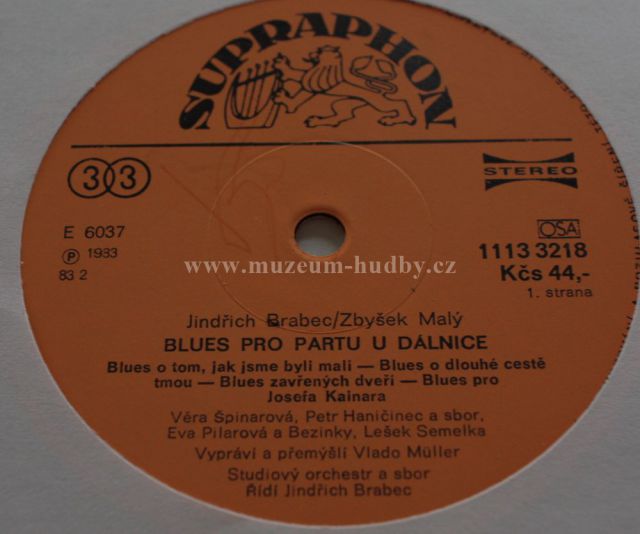 SUPRAPHON
33
STEREO
E 6037
℗ 1983
83 2
OSA
1113 3218
Kčs 44,-
1. strana
www.muzeum-hudby.cz
Jindřich Brabec/Zbyšek Malý
BLUES PRO PARTU U DÁLNICE
Blues o tom, jak jsme byli malí — Blues o dlouhé cestě
tmou — Blues zavřených dveří — Blues pro
Josefa Kainara
Věra Špinarová, Petr Haničinec a sbor,
Eva Pilarová a Bezinky, Lešek Semelka
Vypráví a přemýšlí Vlado Müller
Studiový orchestr a sbor
Řídí Jindřich Brabec